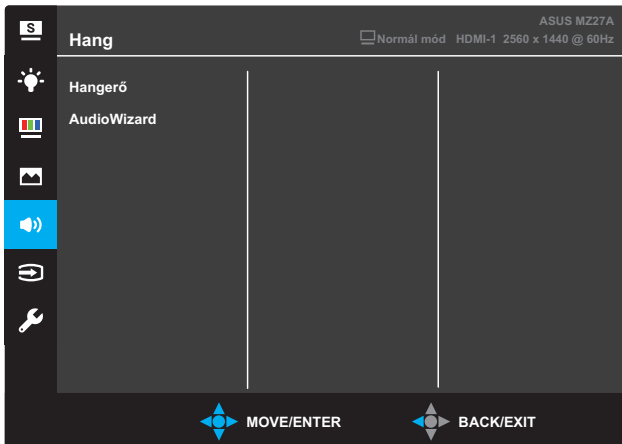 S
ASUS MZ27A
Hang
Normál mód HDMI-1 2560 x 1440 @ 60Hz
Hangerő
AudioWizard
MOVE/ENTER
BACK/EXIT